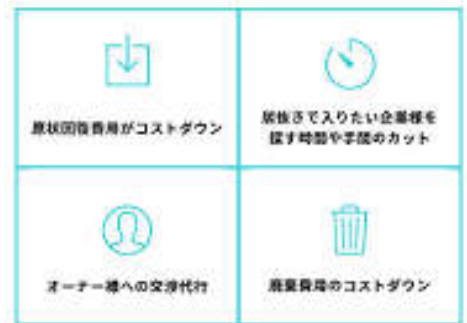 原状回復費用がコストダウン
居抜きで入りたい企業様を
探す時間や手間のカット
オーナー様への交渉代行
廃棄費用のコストダウン